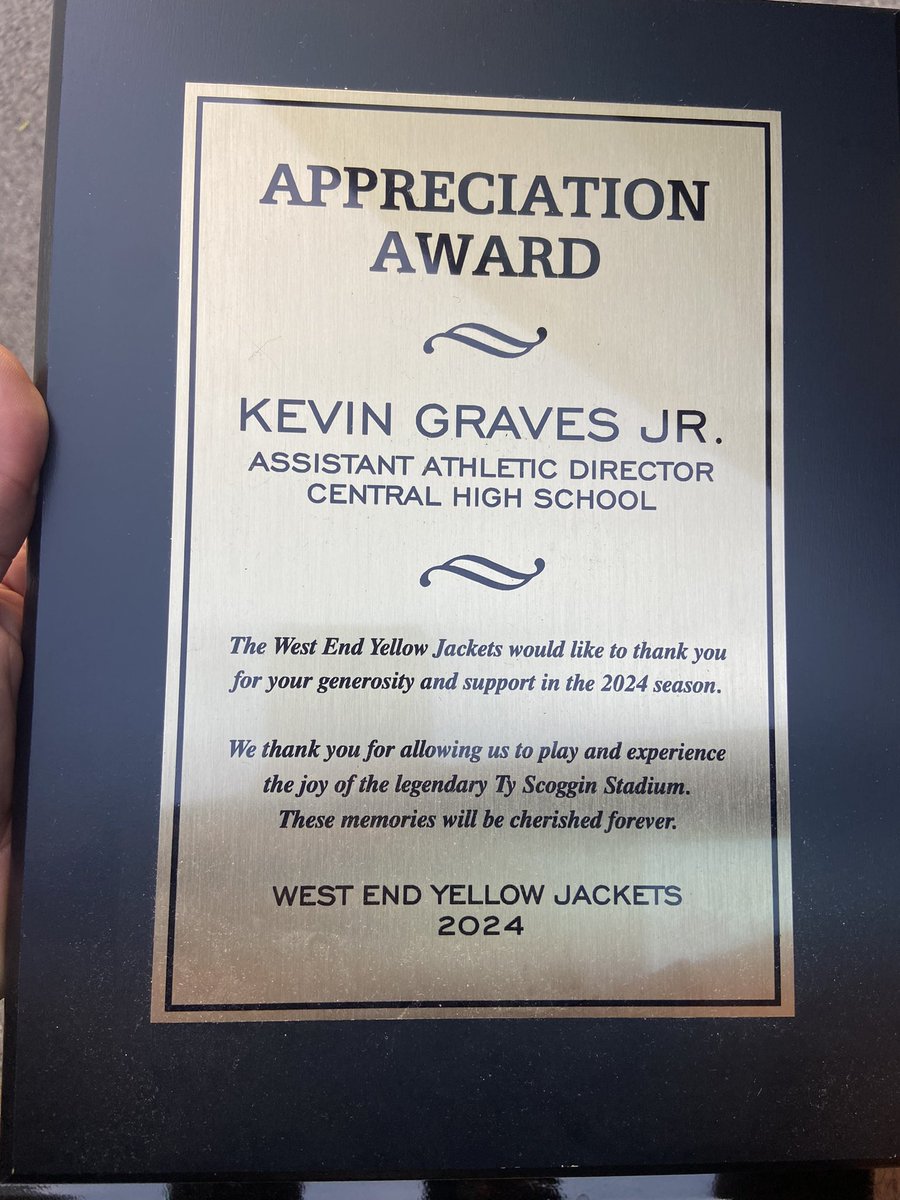 APPRECIATION
AWARD
KEVIN GRAVES JR.
ASSISTANT ATHLETIC DIRECTOR
CENTRAL HIGH SCHOOL
The West End Yellow Jackets would like to thank you
for your generosity and support in the 2024 season.
We thank you for allowing us to play and experience
the joy of the legendary Ty Scoggin Stadium.
These memories will be cherished forever.
WEST END YELLOW JACKETS
2024